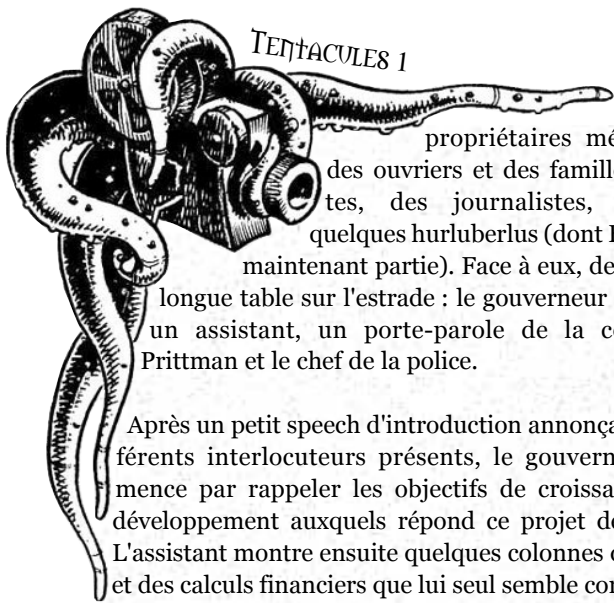 TENTACULES 1
propriétaires mé
des ouvriers et des famille
tes, des journalistes,
quelques hurluberlus (dont
maintenant partie). Face à eux, de
longue table sur l'estrade : le gouverneur
un assistant, un porte-parole de la c
Prittman et le chef de la police.
Après un petit speech d'introduction annonça
férents interlocuteurs présents, le gouvern
mence par rappeler les objectifs de croissa
développement auxquels répond ce projet d
L'assistant montre ensuite quelques colonnes
et des calculs financiers que lui seul semble co